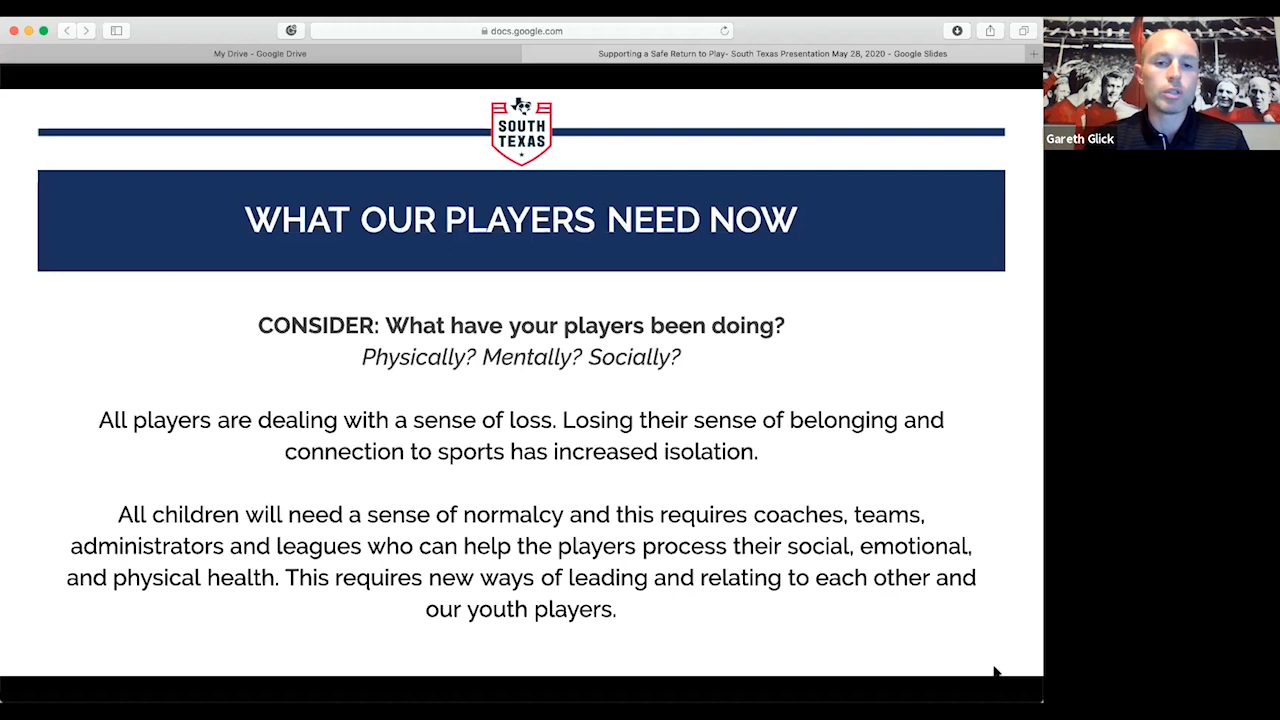 docs.google.com
My Drive - Google Drive
Supporting a Safe Return to Play- South Texas Presentation May 28, 2020 - Google Slides
Gareth Glick
SOUTH
TEXAS
WHAT OUR PLAYERS NEED NOW
CONSIDER: What have your players been doing?
Physically? Mentally? Socially?
All players are dealing with a sense of loss. Losing their sense of belonging and
connection to sports has increased isolation.
All children will need a sense of normalcy and this requires coaches, teams,
administrators and leagues who can help the players process their social, emotional,
and physical health. This requires new ways of leading and relating to each other and
our youth players.